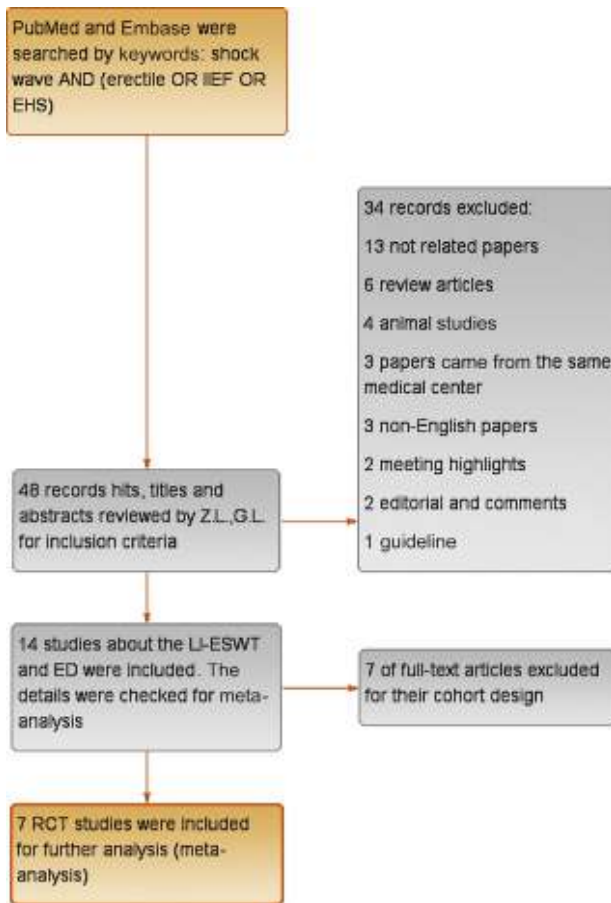 PubMed and Embase were
searched by keywords: shock
wave AND (erectile OR IIEF OR
EHS)
34 records excluded:
13 not related papers
6 review articles
4 animal studies
3 papers came from the same
medical center
3 non-English papers
2 meeting highlights
2 editorial and comments
1 guideline
48 records hits, titles and
abstracts reviewed by Z.L.,G.L.
for inclusion criteria
14 studies about the LI-ESWT
and ED were included. The
details were checked for meta-
analysis
7 of full-text articles excluded
for their cohort design
7 RCT studies were included
for further analysis (meta-
analysis)